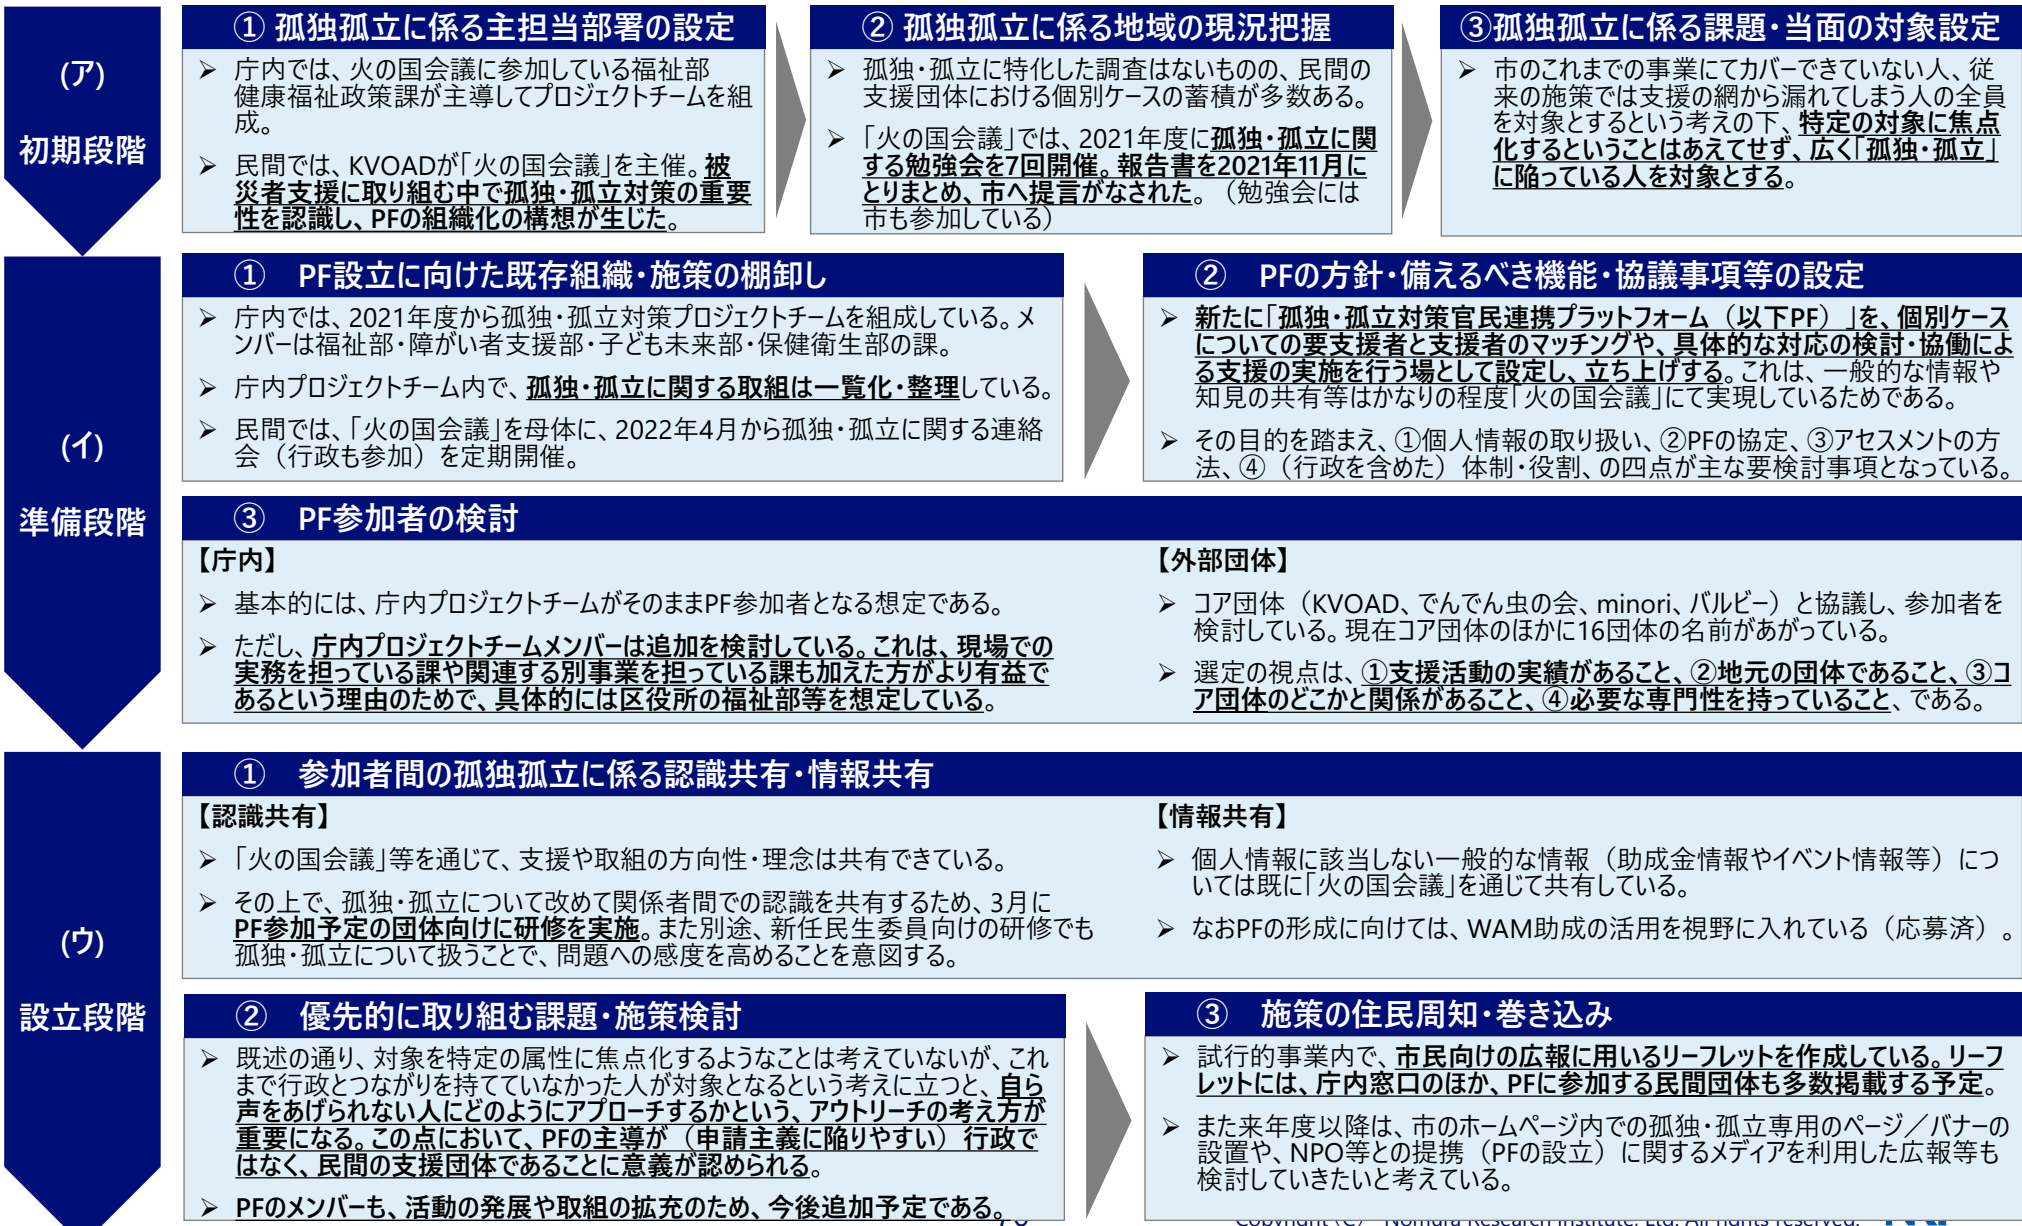 (ア)
初期段階
① 孤独孤立に係る主担当部署の設定
➢ 庁内では、火の国会議に参加している福祉部
健康福祉政策課が主導してプロジェクトチームを組
成。
➢ 民間では、KVOADが「火の国会議」を主催。被
災者支援に取り組む中で孤独・孤立対策の重要
性を認識し、PFの組織化の構想が生じた。
② 孤独孤立に係る地域の現況把握
➢ 孤独・孤立に特化した調査はないものの、民間の
支援団体における個別ケースの蓄積が多数ある。
➢ 「火の国会議」では、2021年度に孤独・孤立に関
する勉強会を7回開催。報告書を2021年11月に
とりまとめ、市へ提言がなされた。（勉強会には
市も参加している）
③孤独孤立に係る課題・当面の対象設定
➢ 市のこれまでの事業にてカバーできていない人、従
来の施策では支援の網から漏れてしまう人の全員
を対象とするという考えの下、特定の対象に焦点
化するということはあえてせず、広く「孤独・孤立」
に陥っている人を対象とする。
(イ)
準備段階
① PF設立に向けた既存組織・施策の棚卸し
➢ 庁内では、2021年度から孤独・孤立対策プロジェクトチームを組成している。メ
ンバーは福祉部・障がい者支援部・子ども未来部・保健衛生部の課。
➢ 庁内プロジェクトチーム内で、孤独・孤立に関する取組は一覧化・整理している。
➢ 民間では、「火の国会議」を母体に、2022年4月から孤独・孤立に関する連絡
会（行政も参加）を定期開催。
② PFの方針・備えるべき機能・協議事項等の設定
➢ 新たに「孤独・孤立対策官民連携プラットフォーム（以下PF）」を、個別ケース
についての要支援者と支援者のマッチングや、具体的な対応の検討・協働によ
る支援の実施を行う場として設定し、立ち上げする。これは、一般的な情報や
知見の共有等はかなりの程度「火の国会議」にて実現しているためである。
➢ その目的を踏まえ、①個人情報の取り扱い、②PFの協定、③アセスメントの方
法、④（行政を含めた）体制・役割、の四点が主な要検討事項となっている。
③ PF参加者の検討
【庁内】
➢ 基本的には、庁内プロジェクトチームがそのままPF参加者となる想定である。
➢ ただし、庁内プロジェクトチームメンバーは追加を検討している。これは、現場での
実務を担っている課や関連する別事業を担っている課も加えた方がより有益で
あるという理由のためで、具体的には区役所の福祉部等を想定している。
【外部団体】
➢ コア団体（KVOAD、でんでん虫の会、minori、バルビー）と協議し、参加者を
検討している。現在コア団体のほかに16団体の名前があがっている。
➢ 選定の視点は、①支援活動の実績があること、②地元の団体であること、③コ
ア団体のどこかと関係があること、④必要な専門性を持っていること、である。
(ウ)
設立段階
① 参加者間の孤独孤立に係る認識共有・情報共有
【認識共有】
➢ 「火の国会議」等を通じて、支援や取組の方向性・理念は共有できている。
➢ その上で、孤独・孤立について改めて関係者間での認識を共有するため、3月に
PF参加予定の団体向けに研修を実施。また別途、新任民生委員向けの研修でも
孤独・孤立について扱うことで、問題への感度を高めることを意図する。
【情報共有】
➢ 個人情報に該当しない一般的な情報（助成金情報やイベント情報等）につ
いては既に「火の国会議」を通じて共有している。
➢ なおPFの形成に向けては、WAM助成の活用を視野に入れている（応募済）。
② 優先的に取り組む課題・施策検討
➢ 既述の通り、対象を特定の属性に焦点化するようなことは考えていないが、これ
まで行政とつながりを持てていなかった人が対象となるという考えに立つと、自ら
声をあげられない人にどのようにアプローチするかという、アウトリーチの考え方が
重要になる。この点において、PFの主導が（申請主義に陥りやすい）行政で
はなく、民間の支援団体であることに意義が認められる。
➢ PFのメンバーも、活動の発展や取組の拡充のため、今後追加予定である。
③ 施策の住民周知・巻き込み
➢ 試行的事業内で、市民向けの広報に用いるリーフレットを作成している。リーフ
レットには、庁内窓口のほか、PFに参加する民間団体も多数掲載する予定。
➢ また来年度以降は、市のホームページ内での孤独・孤立専用のページ／バナーの
設置や、NPO等との提携（PFの設立）に関するメディアを利用した広報等も
検討していきたいと考えている。
Copyright (C) Nomura Research Institute, Ltd. All rights reserved.